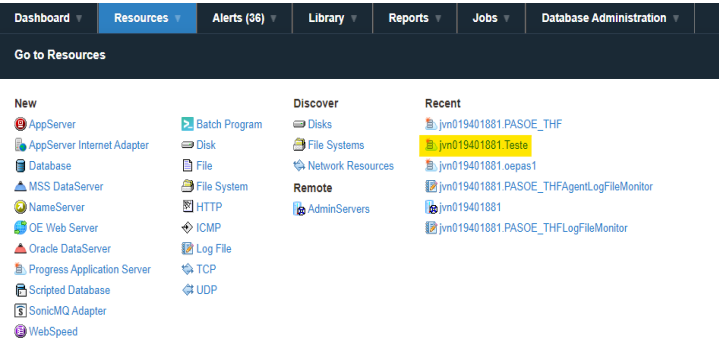 Dashboard
Resources
Alerts (36)
Library
Reports
Jobs
Database Administration
Go to Resources
New
AppServer
AppServer Internet Adapter
Database
MSS DataServer
NameServer
OE Web Server
Oracle DataServer
Progress Application Server
Scripted Database
SonicMQ Adapter
WebSpeed
Batch Program
Disk
File
File System
HTTP
ICMP
Log File
TCP
UDP
Discover
Disks
File Systems
Network Resources
Remote
AdminServers
Recent
jvn019401881.PASOE_THF
jvn019401881.Teste
jvn019401881.oepas1
jvn019401881.PASOE_THFAgentLogFileMonitor
jvn019401881
jvn019401881.PASOE_THFLogFileMonitor